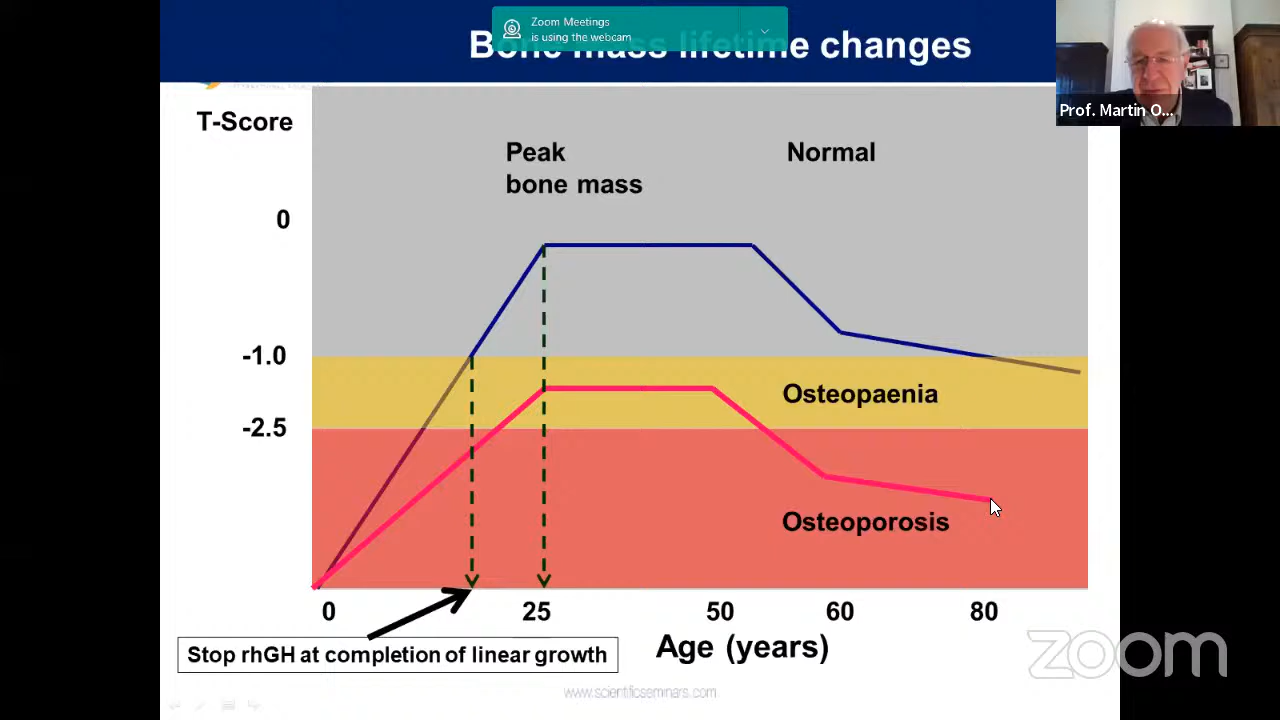 Zoom Meetings
is using the webcam
Bone mass lifetime changes
Prof. Martin O...
T-Score
Peak
bone mass
Normal
0
-1.0
Osteopaenia
-2.5
Osteoporosis
0 25 50 60 80
Age (years)
Stop rhGH at completion of linear growth
zoom
www.scientificseminars.com